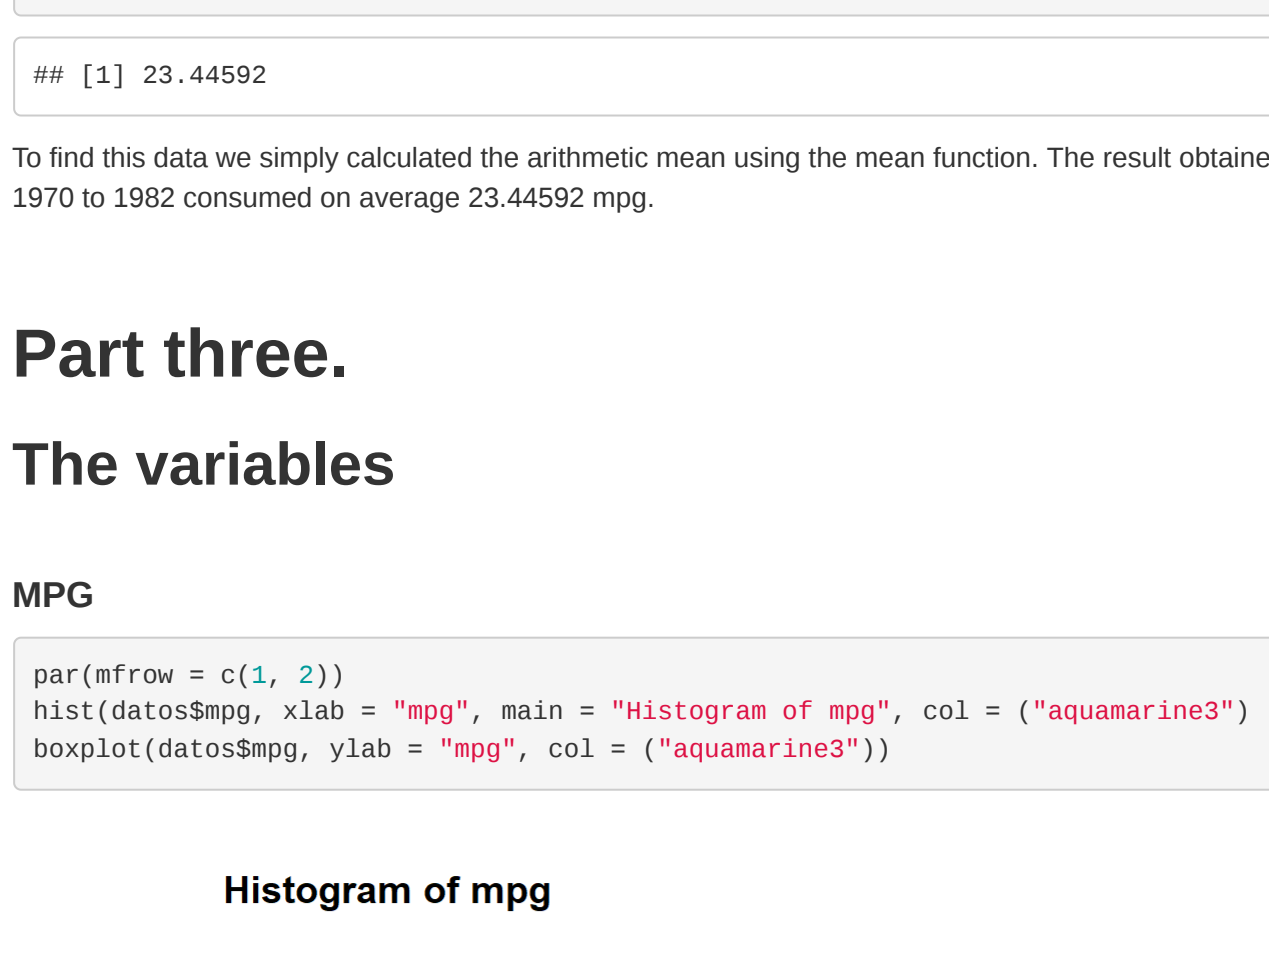 ## [1] 23.44592
To find this data we simply calculated the arithmetic mean using the mean function. The result obtaine
1970 to 1982 consumed on average 23.44592 mpg.
Part three.
The variables
MPG
par(mfrow = c(1, 2))
hist(datos$mpg, xlab = "mpg", main = "Histogram of mpg", col = ("aquamarine3")
boxplot(datos$mpg, ylab = "mpg", col = ("aquamarine3"))
Histogram of mpg